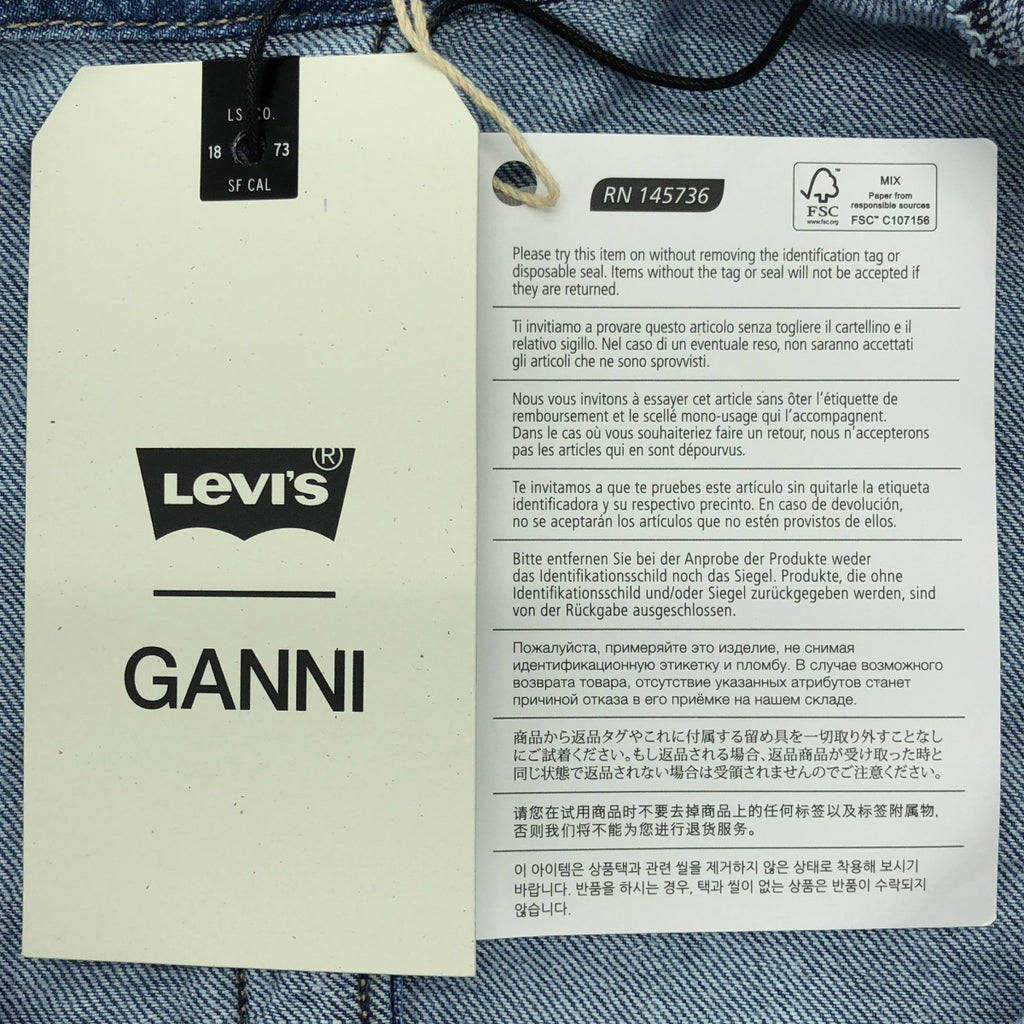 LS CO.
18 73
SF CAL
LEVI'S ®
GANNI
RN 145736
FSC™
www.fsc.org
MIX
Paper from
responsible sources
FSC™ C107156
Please try this item on without removing the identification tag or
disposable seal. Items without the tag or seal will not be accepted if
they are returned.
Ti invitiamo a provare questo articolo senza togliere il cartellino e il
relativo sigillo. Nel caso di un eventuale reso, non saranno accettati
gli articoli che ne sono sprovvisti.
Nous vous invitons à essayer cet article sans ôter l'étiquette de
remboursement et le scellé mono-usage qui l'accompagnent.
Dans le cas où vous souhaiteriez faire un retour, nous n'accepterons
pas les articles qui en sont dépourvus.
Te invitamos a que te pruebes este artículo sin quitarle la etiqueta
identificadora y su respectivo precinto. En caso de devolución,
no se aceptarán los artículos que no estén provistos de ellos.
Bitte entfernen Sie bei der Anprobe der Produkte weder
das Identifikationsschild noch das Siegel. Produkte, die ohne
Identifikationsschild und/oder Siegel zurückgegeben werden, sind
von der Rückgabe ausgeschlossen.
Пожалуйста, примеряйте это изделие, не снимая
идентификационную этикетку и пломбу. В случае возможного
возврата товара, отсутствие указанных атрибутов станет
причиной отказа в его приёмке на нашем складе.
商品から返品タグやこれに付属する留め具を一切取り外すことなし
にご試着ください。もし返品される場合、返品商品が受け取った時と
同じ状態で返品されない場合は受領されませんのでご注意ください。
请您在试用商品时不要去掉商品上的任何标签以及标签附属物,
否则我们将不能为您进行退货服务。
이 아이템은 상품택과 관련 씰을 제거하지 않은 상태로 착용해 보시기
바랍니다. 반품을 하시는 경우, 택과 씰이 없는 상품은 반품이 수락되지
않습니다.